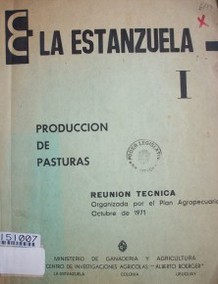 LA ESTANZUELA
I
PRODUCCION
DE
PASTURAS
REUNION TECNICA
Organizada por el Plan Agropecuario
Octubre de 1971
151007
MINISTERIO DE GANADERIA Y AGRICULTURA
CENTRO DE INVESTIGACIONES AGRICOLAS "ALBERTO BOERGER"
LA ESTANZUELA COLONIA URUGUAY